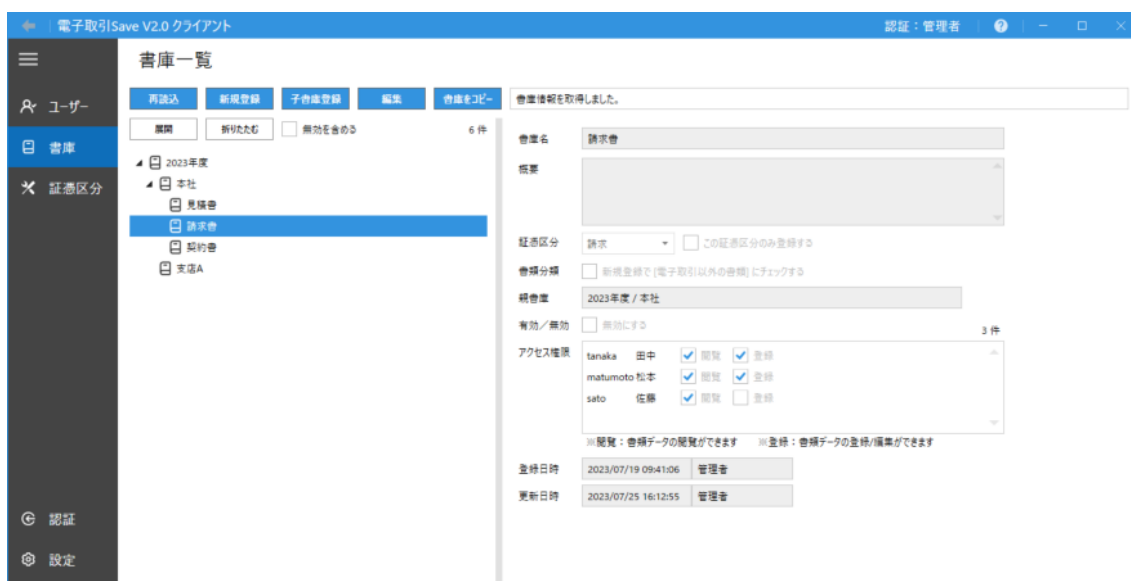 電子取引Save V2.0 クライアント
認証：管理者
書庫一覧
ユーザー
書庫
証憑区分
認証
設定
再読込 新規登録 子書庫登録 編集 書庫をコピー
展開 折りたたむ 無効を含める 6 件
2023年度
本社
見積書
請求書
契約書
支店A
書庫情報を取得しました。
書庫名 請求書
概要
証憑区分 請求 この証憑区分のみ登録する
書類分類 新規登録で [電子取引以外の書類] にチェックする
親書庫 2023年度 / 本社
有効／無効 無効にする 3 件
アクセス権限
tanaka 田中 閲覧 登録
matumoto 松本 閲覧 登録
sato 佐藤 閲覧 登録
※閲覧：書類データの閲覧ができます ※登録：書類データの登録/編集ができます
登録日時 2023/07/19 09:41:06 管理者
更新日時 2023/07/25 16:12:55 管理者